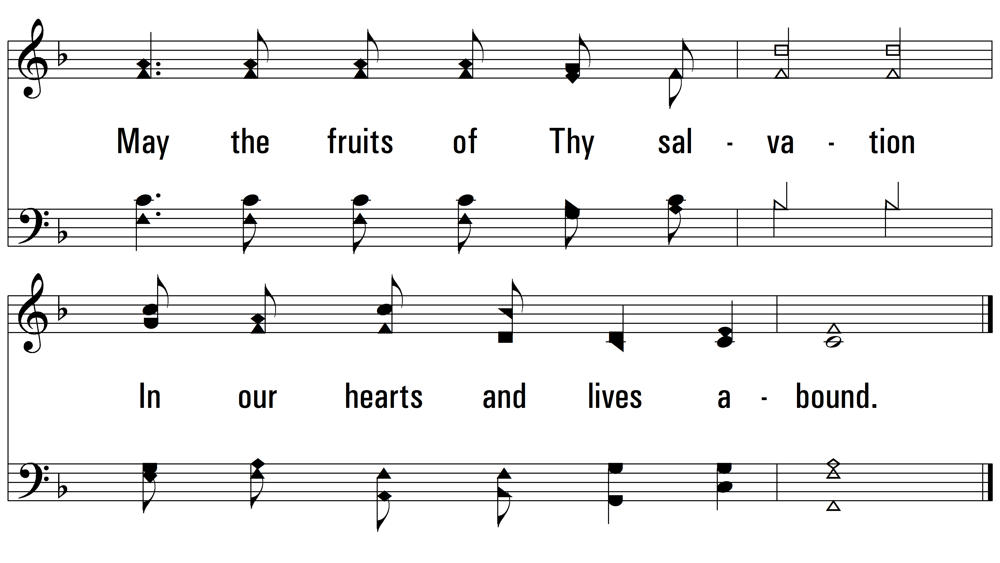 May the fruits of Thy sal - va - tion
In our hearts and lives a - bound.